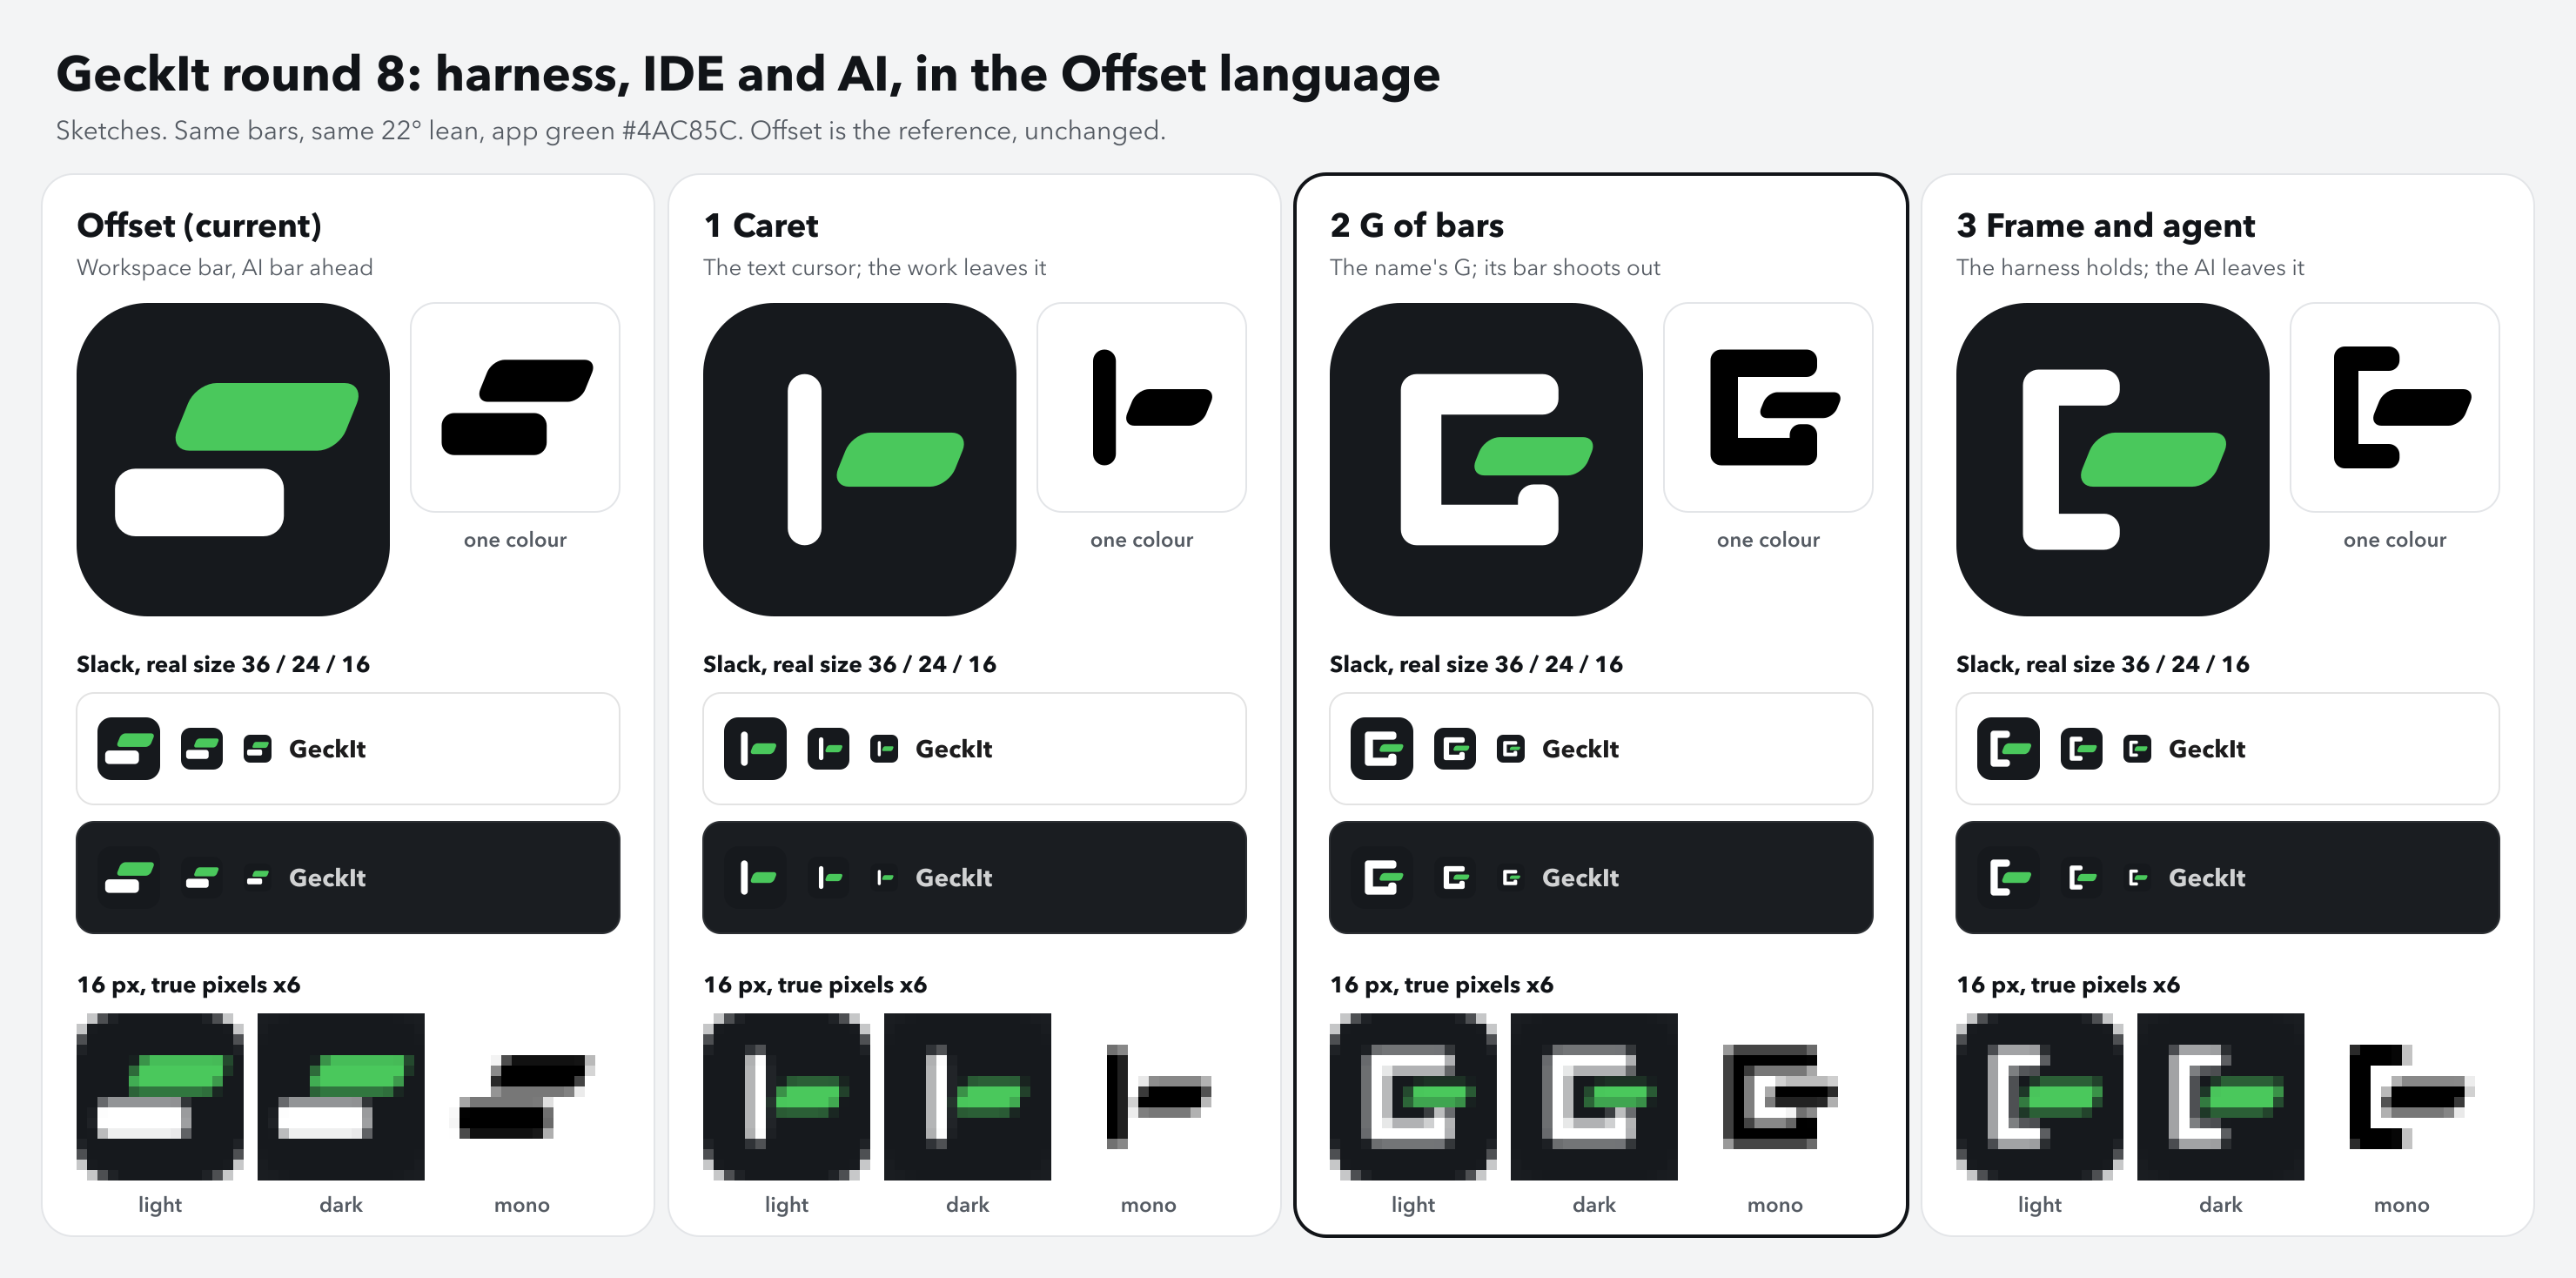 GeckIt round 8: harness, IDE and AI, in the Offset language
Sketches. Same bars, same 22° lean, app green #4AC85C. Offset is the reference, unchanged.
Offset (current)
Workspace bar, AI bar ahead
one colour
Slack, real size 36 / 24 / 16
GeckIt
GeckIt
16 px, true pixels x6
light
dark
mono
1 Caret
The text cursor; the work leaves it
one colour
Slack, real size 36 / 24 / 16
GeckIt
GeckIt
16 px, true pixels x6
light
dark
mono
2 G of bars
The name's G; its bar shoots out
one colour
Slack, real size 36 / 24 / 16
GeckIt
GeckIt
16 px, true pixels x6
light
dark
mono
3 Frame and agent
The harness holds; the AI leaves it
one colour
Slack, real size 36 / 24 / 16
GeckIt
GeckIt
16 px, true pixels x6
light
dark
mono